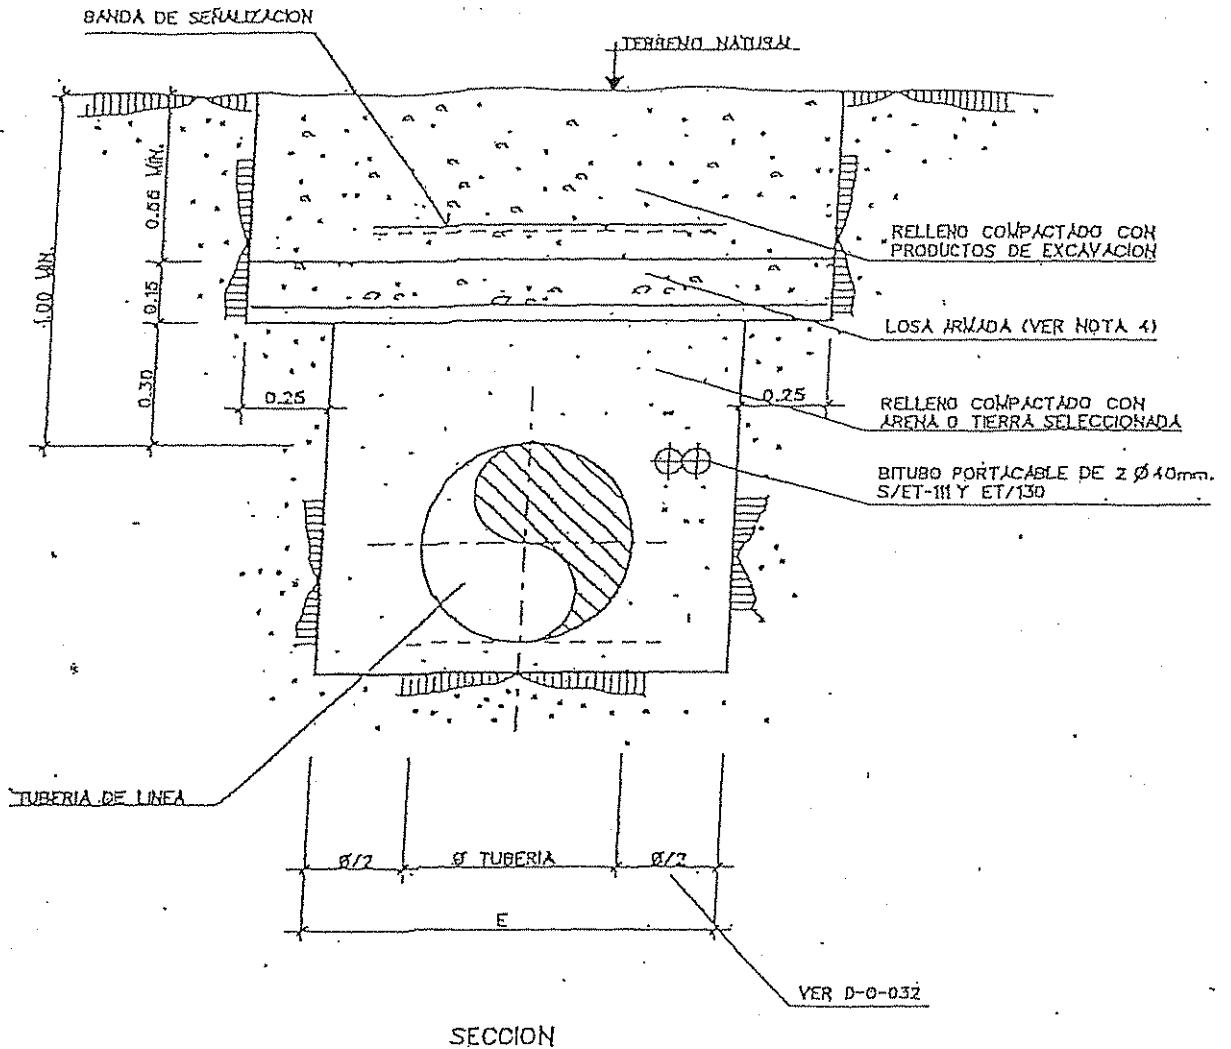 BANDA DE SEÑALIZACION
TERRENO NATURAL
0.55 MIN.
1.00 MIN.
0.15
0.30
0.25
0.25
RELLENO COMPACTADO CON
PRODUCTOS DE EXCAVACION
LOSA ARMADA (VER NOTA 4)
RELLENO COMPACTADO CON
ARENA O TIERRA SELECCIONADA
BITUBO PORTACABLE DE 2 Ø 40mm.
S/ET-111 Y ET/130
TUBERIA DE LINEA
Ø/2
Ø TUBERIA
Ø/2
E
VER D-0-032
SECCION